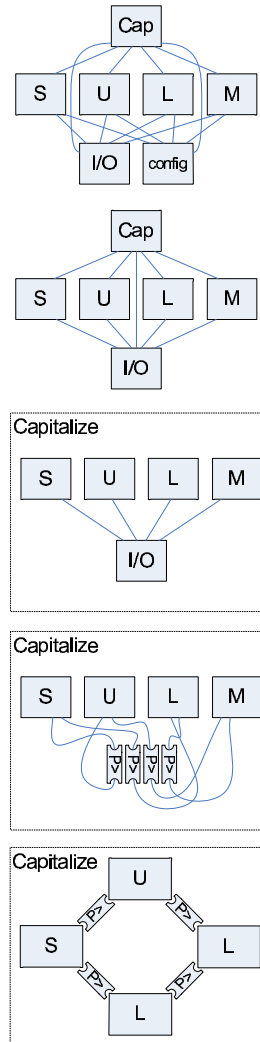 Cap
S U L M
I/O config
Cap
S U L M
I/O
Capitalize
S U L M
I/O
Capitalize
S U L M
P> P> P> P>
Capitalize
U
P> P>
S L
P> P>
L